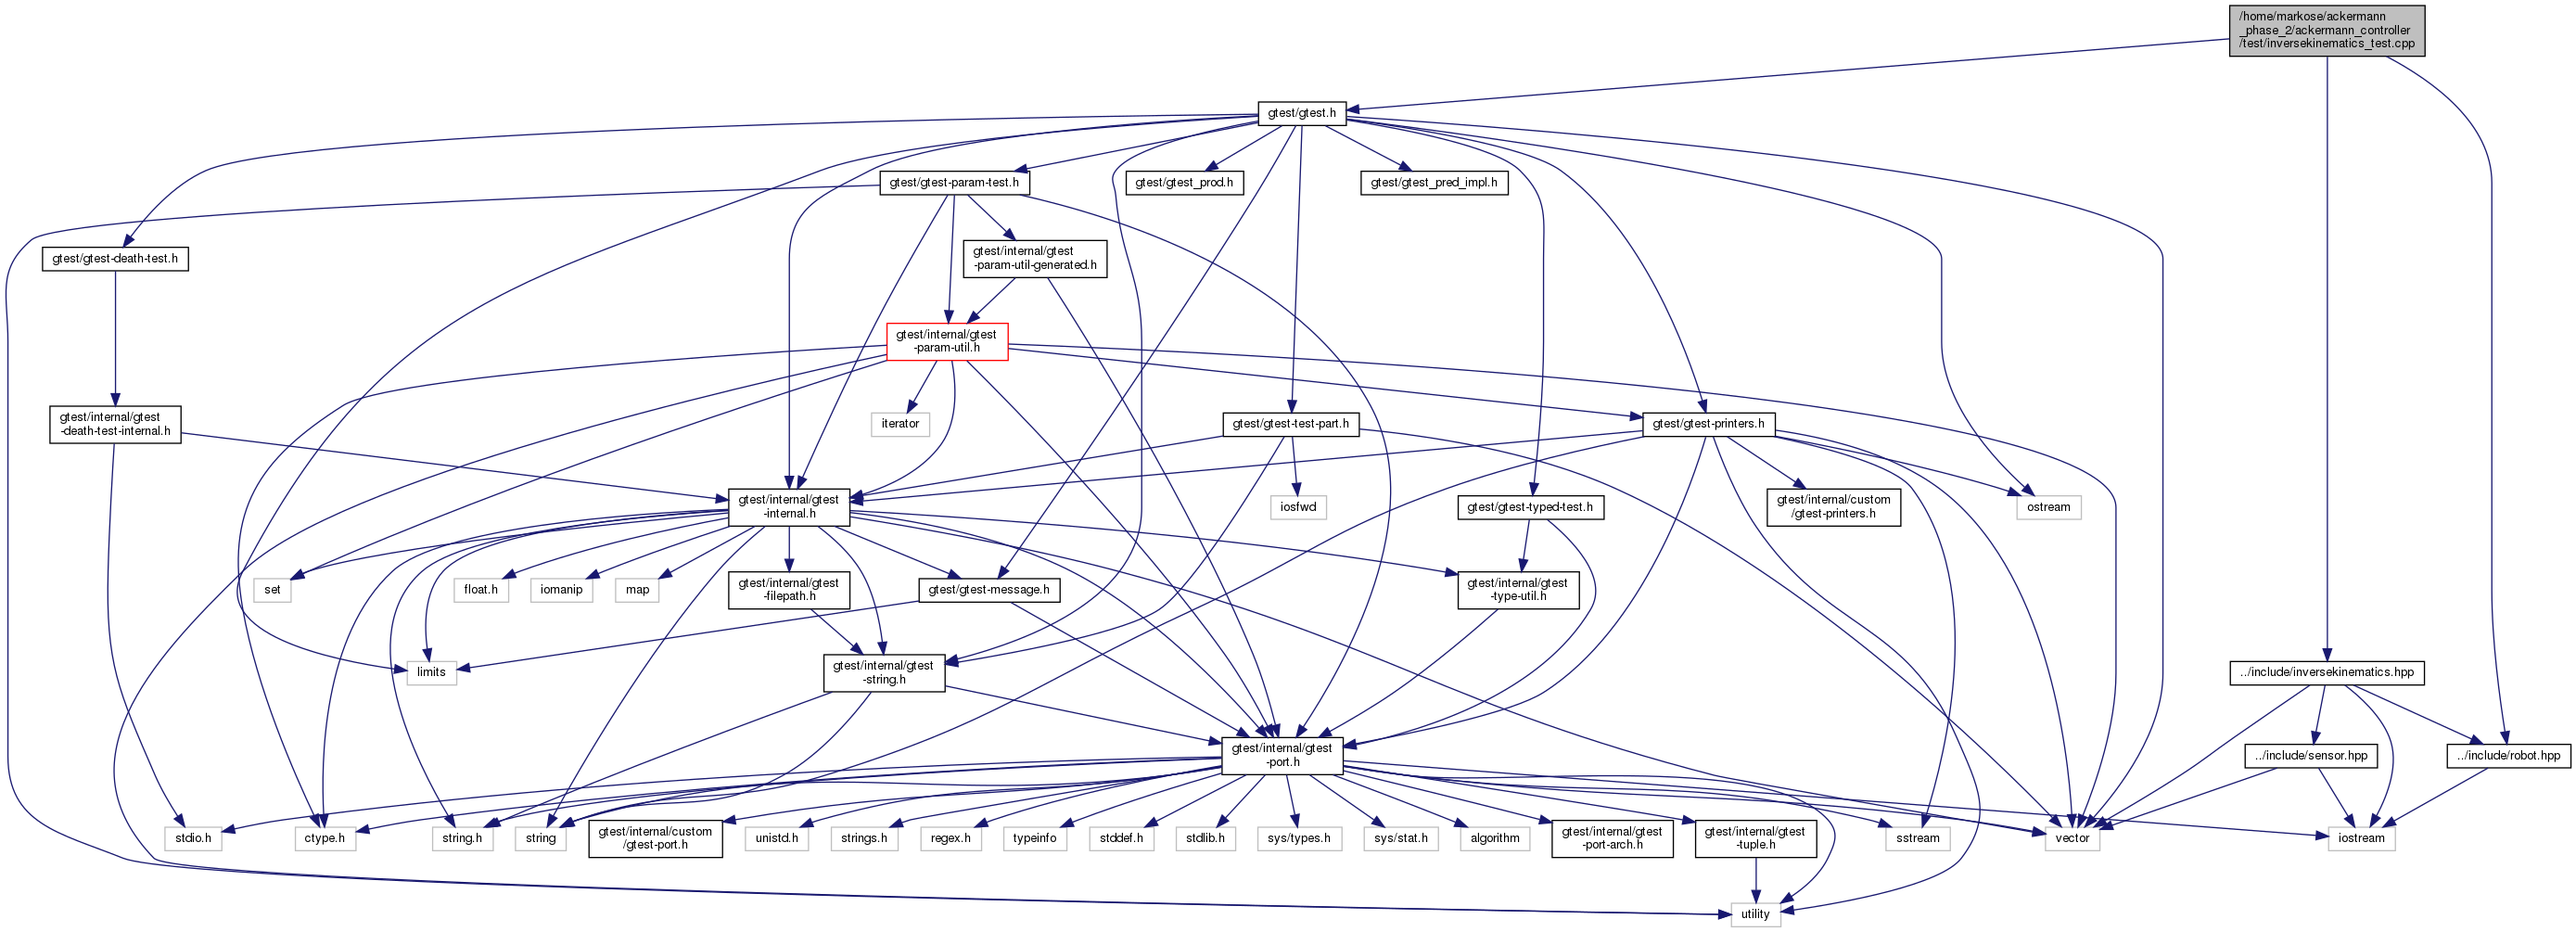 /home/markose/ackermann
_phase_2/ackermann_controller
/test/inversekinematics_test.cpp
gtest/gtest.h
gtest/gtest-param-test.h
gtest/gtest_prod.h
gtest/gtest_pred_impl.h
gtest/gtest-death-test.h
gtest/internal/gtest
-param-util-generated.h
gtest/internal/gtest
-param-util.h
gtest/internal/gtest
-death-test-internal.h
iterator
gtest/gtest-test-part.h
gtest/gtest-printers.h
gtest/internal/gtest
-internal.h
iosfwd
gtest/gtest-typed-test.h
gtest/internal/custom
/gtest-printers.h
ostream
set
float.h
iomanip
map
gtest/internal/gtest
-filepath.h
gtest/gtest-message.h
gtest/internal/gtest
-type-util.h
limits
gtest/internal/gtest
-string.h
../include/inversekinematics.hpp
gtest/internal/gtest
-port.h
../include/sensor.hpp
../include/robot.hpp
stdio.h
ctype.h
string.h
string
gtest/internal/custom
/gtest-port.h
unistd.h
strings.h
regex.h
typeinfo
stddef.h
stdlib.h
sys/types.h
sys/stat.h
algorithm
gtest/internal/gtest
-port-arch.h
gtest/internal/gtest
-tuple.h
sstream
vector
iostream
utility